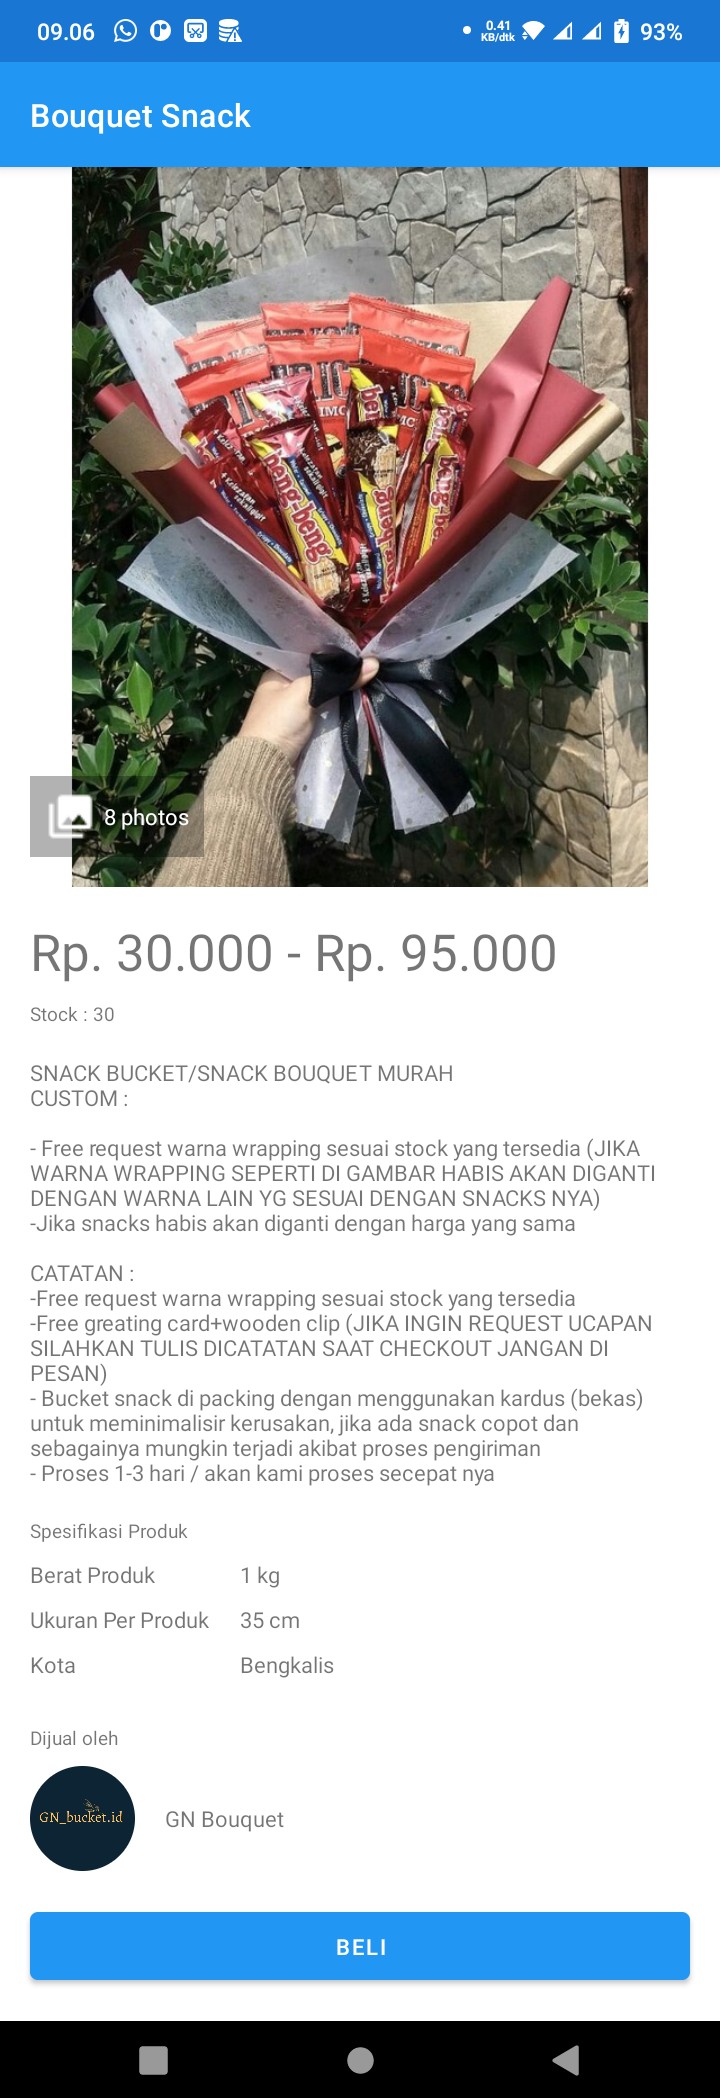 09.06
0.41
KB/dtk
93%
Bouquet Snack
beng-beng
beng-beng
beng-beng
8 photos
Rp. 30.000 - Rp. 95.000
Stock : 30
SNACK BUCKET/SNACK BOUQUET MURAH
CUSTOM :
- Free request warna wrapping sesuai stock yang tersedia (JIKA
WARNA WRAPPING SEPERTI DI GAMBAR HABIS AKAN DIGANTI
DENGAN WARNA LAIN YG SESUAI DENGAN SNACKS NYA)
-Jika snacks habis akan diganti dengan harga yang sama
CATATAN :
-Free request warna wrapping sesuai stock yang tersedia
-Free greating card+wooden clip (JIKA INGIN REQUEST UCAPAN
SILAHKAN TULIS DICATATAN SAAT CHECKOUT JANGAN DI
PESAN)
- Bucket snack di packing dengan menggunakan kardus (bekas)
untuk meminimalisir kerusakan, jika ada snack copot dan
sebagainya mungkin terjadi akibat proses pengiriman
- Proses 1-3 hari / akan kami proses secepat nya
Spesifikasi Produk
Berat Produk 1 kg
Ukuran Per Produk 35 cm
Kota Bengkalis
Dijual oleh
GN_bucket.id
GN Bouquet
BELI